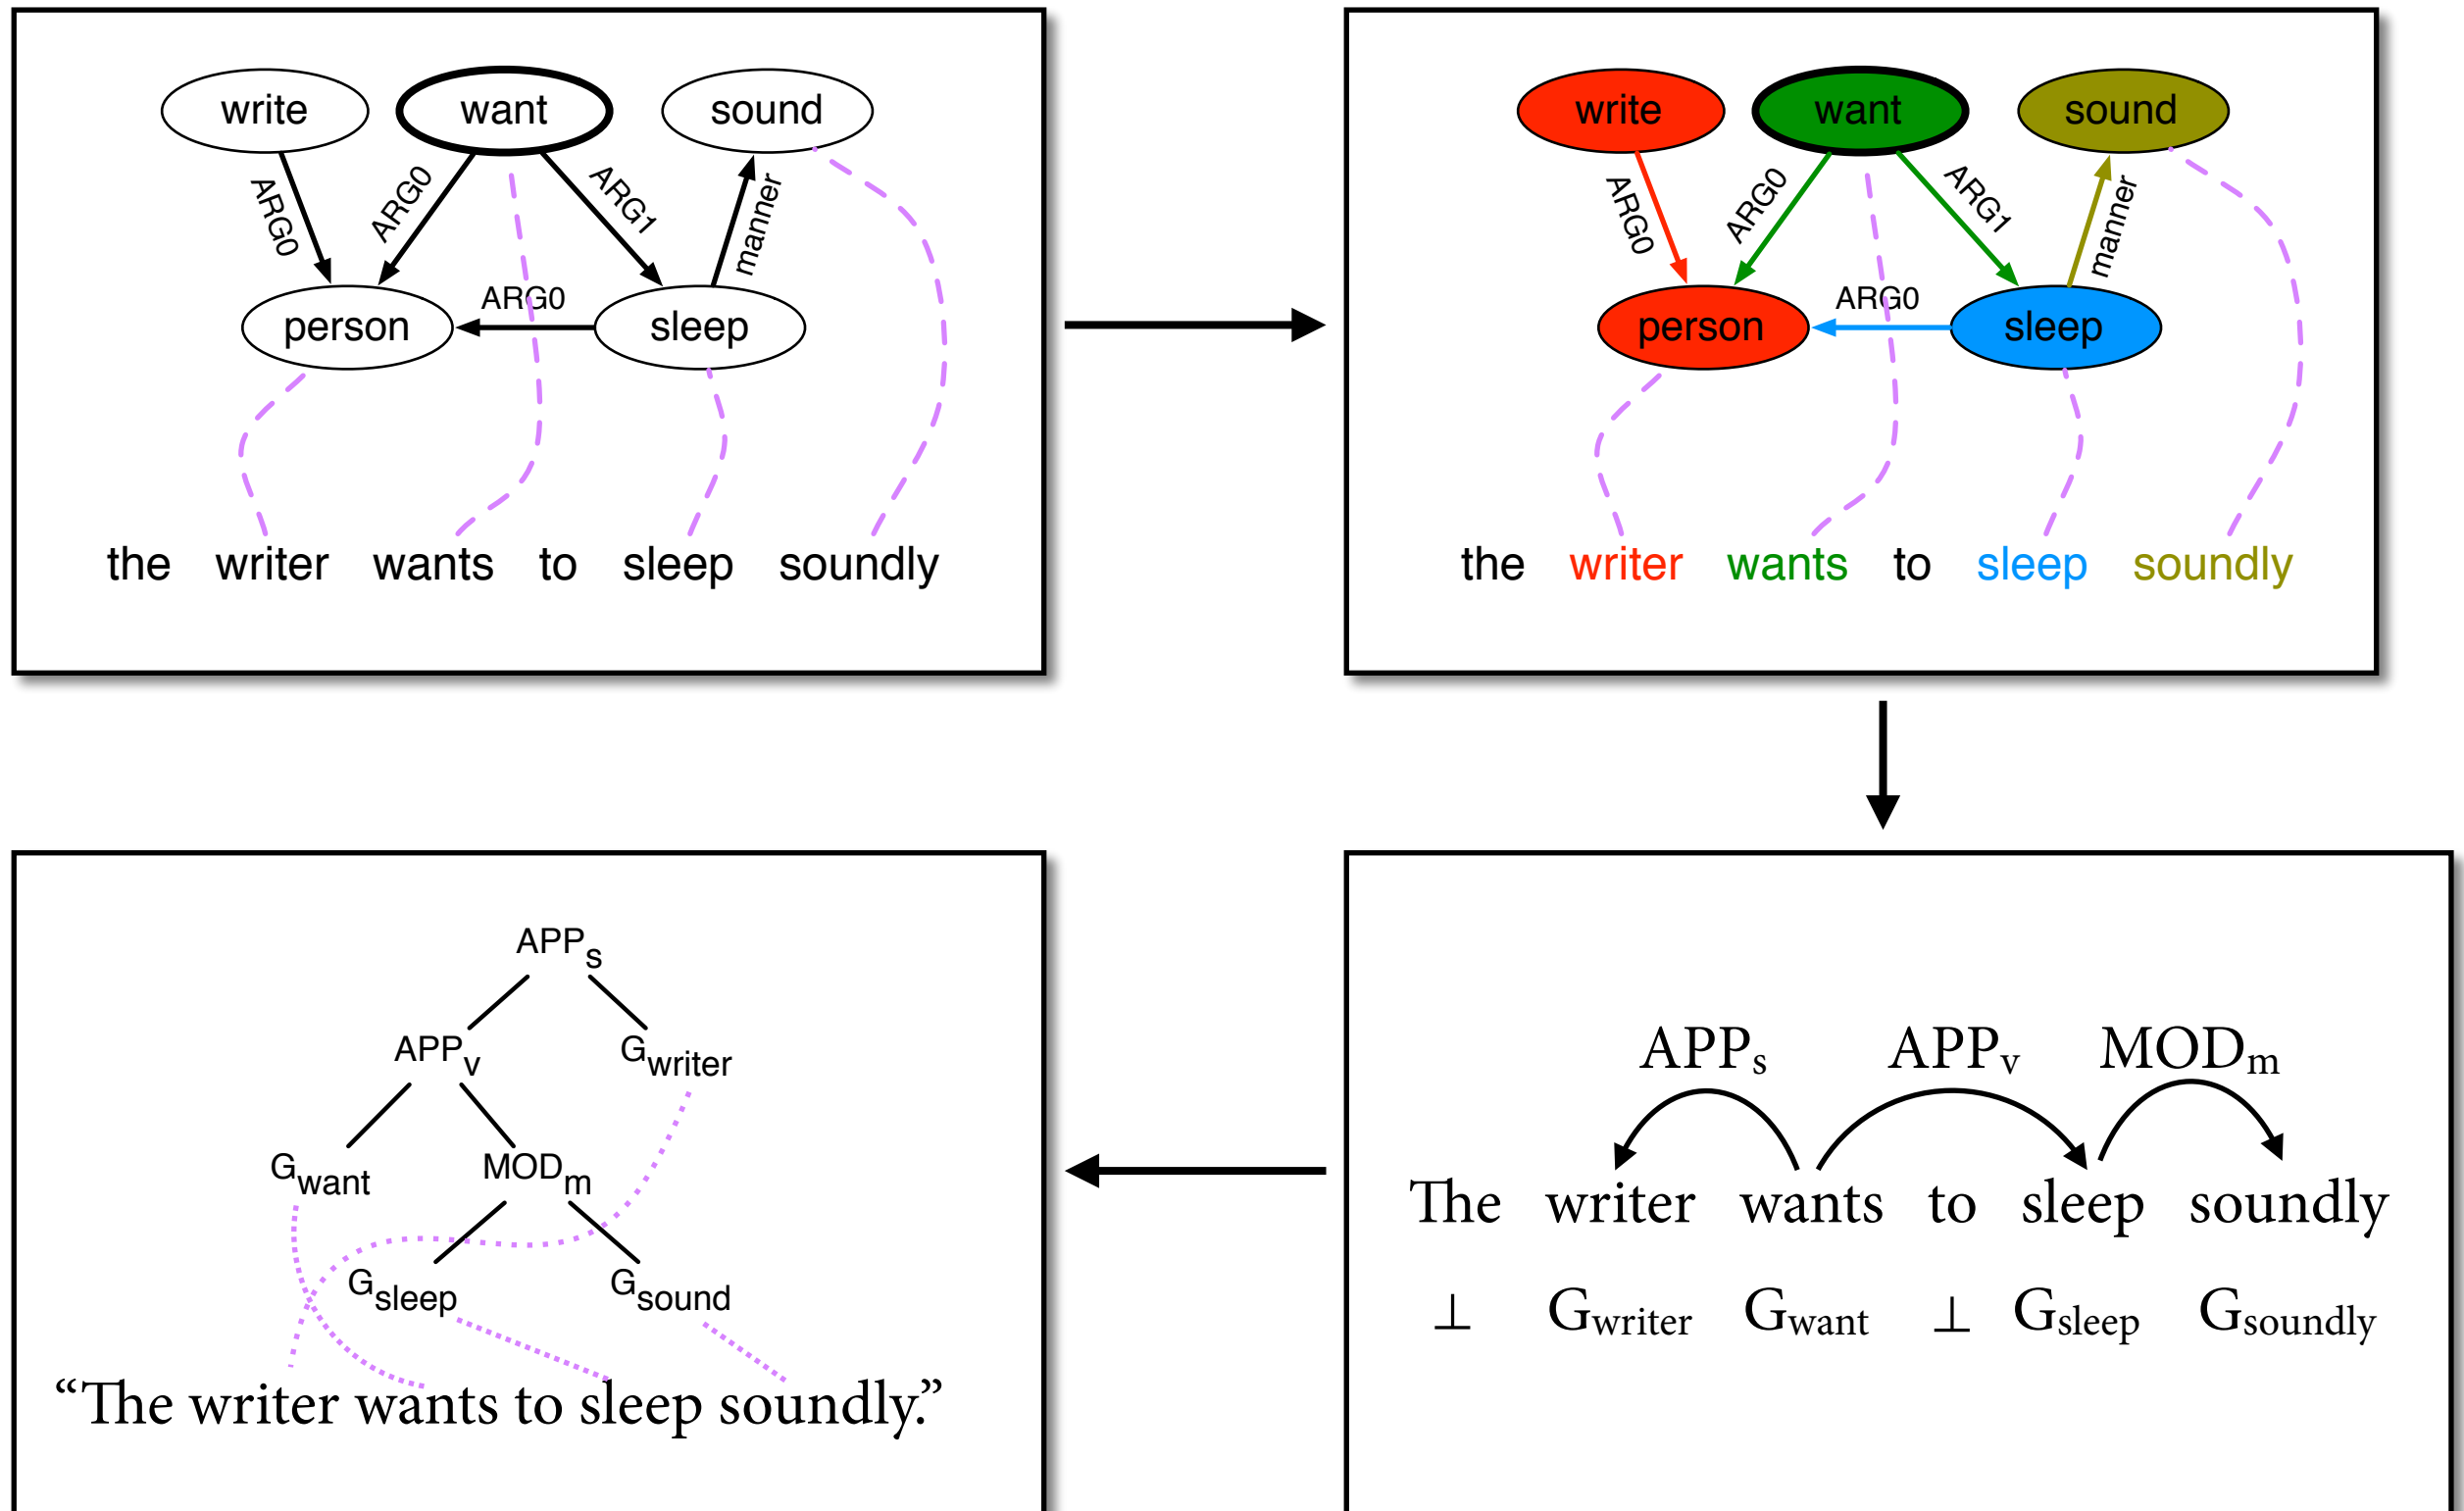 write want sound
ARG0 ARG0 ARG1 manner
ARG0
person sleep
the writer wants to sleep soundly
write want sound
ARG0 ARG0 ARG1 manner
ARG0
person sleep
the writer wants to sleep soundly
APPs
APPv Gwriter
Gwant MODm
Gsleep Gsound
“The writer wants to sleep soundly.”
APPs APPv MODm
The writer wants to sleep soundly
⊥ Gwriter Gwant ⊥ Gsleep Gsoundly